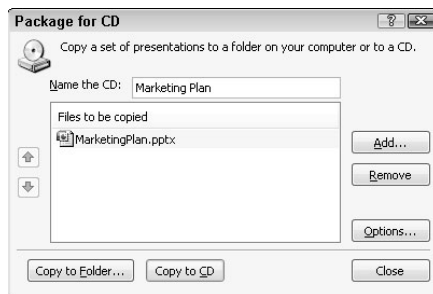 Package for CD
Copy a set of presentations to a folder on your computer or to a CD.
Name the CD: Marketing Plan
Files to be copied
MarketingPlan.pptx
Add...
Remove
Options...
Copy to Folder... Copy to CD Close